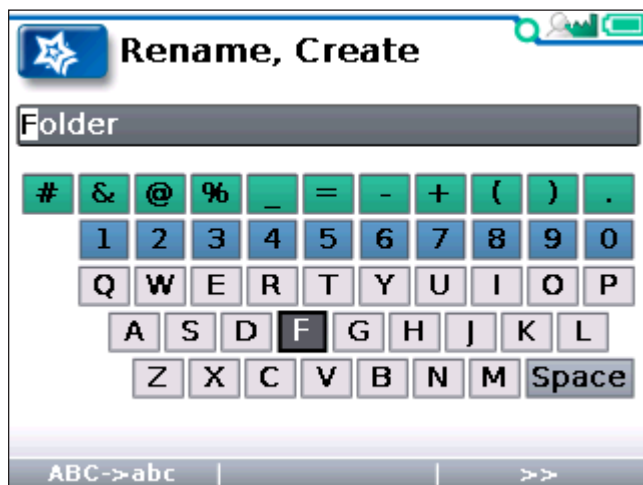 Rename, Create
Folder
# & @ % _ = - + ( ) .
1 2 3 4 5 6 7 8 9 0
Q W E R T Y U I O P
A S D F G H J K L
Z X C V B N M Space
ABC->abc | | >>